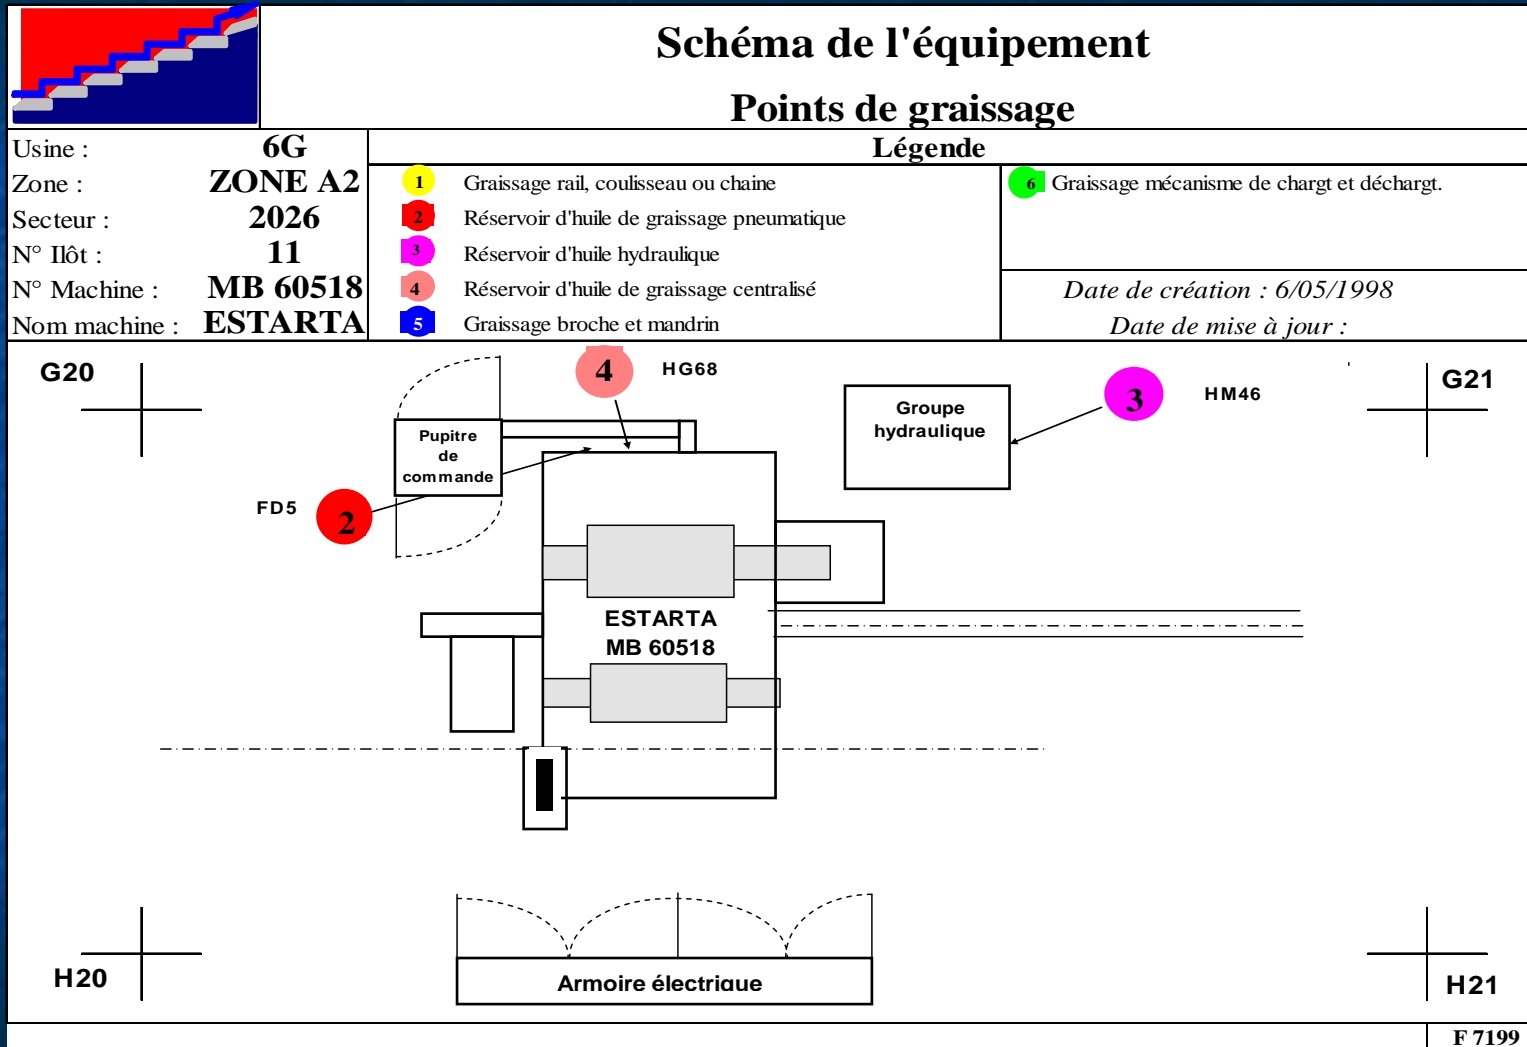 Schéma de l'équipement
Points de graissage
Usine : 6G
Zone : ZONE A2
Secteur : 2026
N° Ilôt : 11
N° Machine : MB 60518
Nom machine : ESTARTA
Légende
1 Graissage rail, coulisseau ou chaine
2 Réservoir d'huile de graissage pneumatique
3 Réservoir d'huile hydraulique
4 Réservoir d'huile de graissage centralisé
5 Graissage broche et mandrin
6 Graissage mécanisme de chargt et déchargt.
Date de création : 6/05/1998
Date de mise à jour :
G20
4 HG68
3 HM46
G21
Groupe
hydraulique
Pupitre
de
commande
FD5 2
ESTARTA
MB 60518
H20
Armoire électrique
H21
F 7199